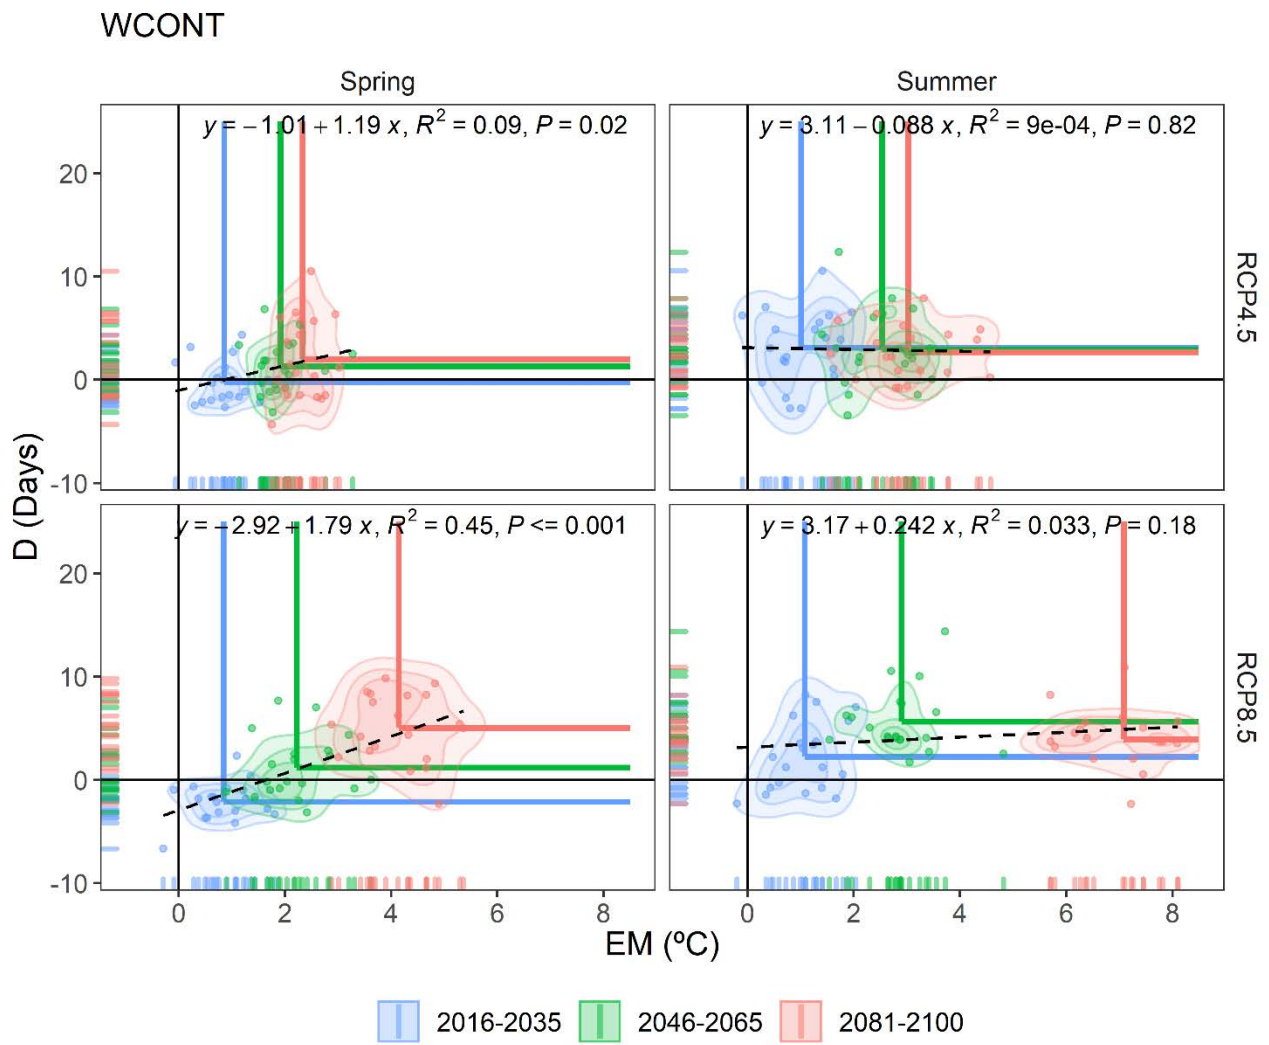 WCONT
Spring
Summer
y = −1.01 + 1.19 x, R² = 0.09, P = 0.02
y = 3.11 − 0.088 x, R² = 9e-04, P = 0.82
20
10
0
-10
RCP4.5
y = −2.92 + 1.79 x, R² = 0.45, P <= 0.001
y = 3.17 + 0.242 x, R² = 0.033, P = 0.18
20
10
0
-10
RCP8.5
D (Days)
0 2 4 6 8
0 2 4 6 8
EM (ºC)
2016-2035 2046-2065 2081-2100